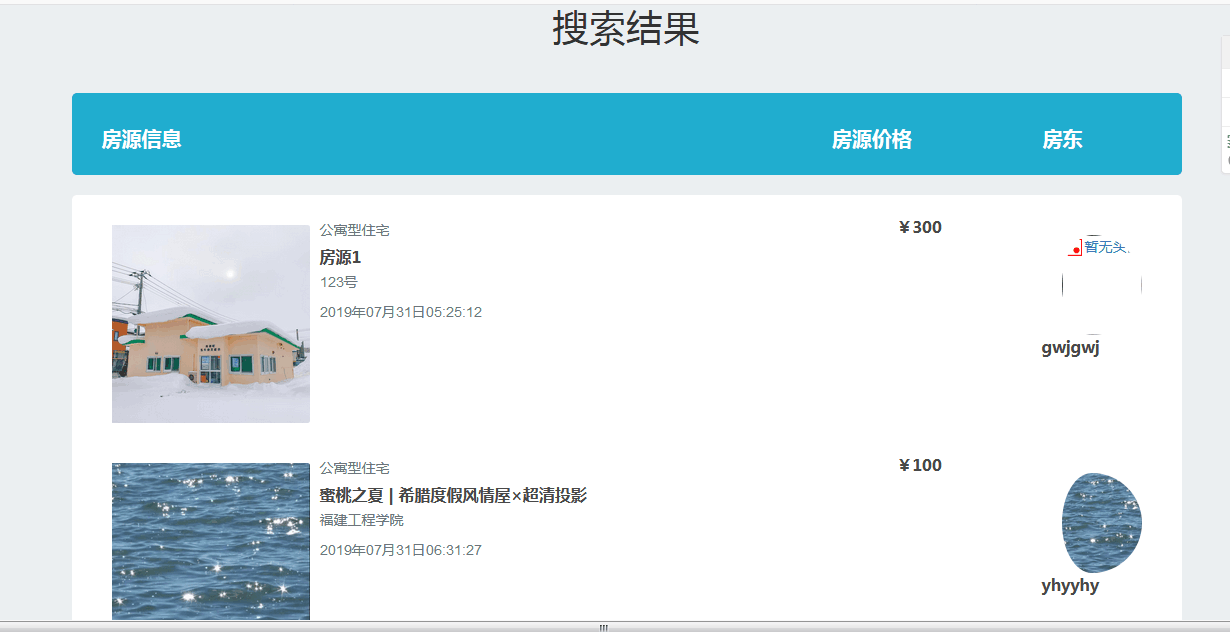 搜索结果
房源信息 房源价格 房东
公寓型住宅
¥300
房源1
暂无头.
123号
2019年07月31日05:25:12
gwjgwj
公寓型住宅
¥100
蜜桃之夏 | 希腊度假风情屋×超清投影
福建工程学院
2019年07月31日06:31:27
yhyyhy